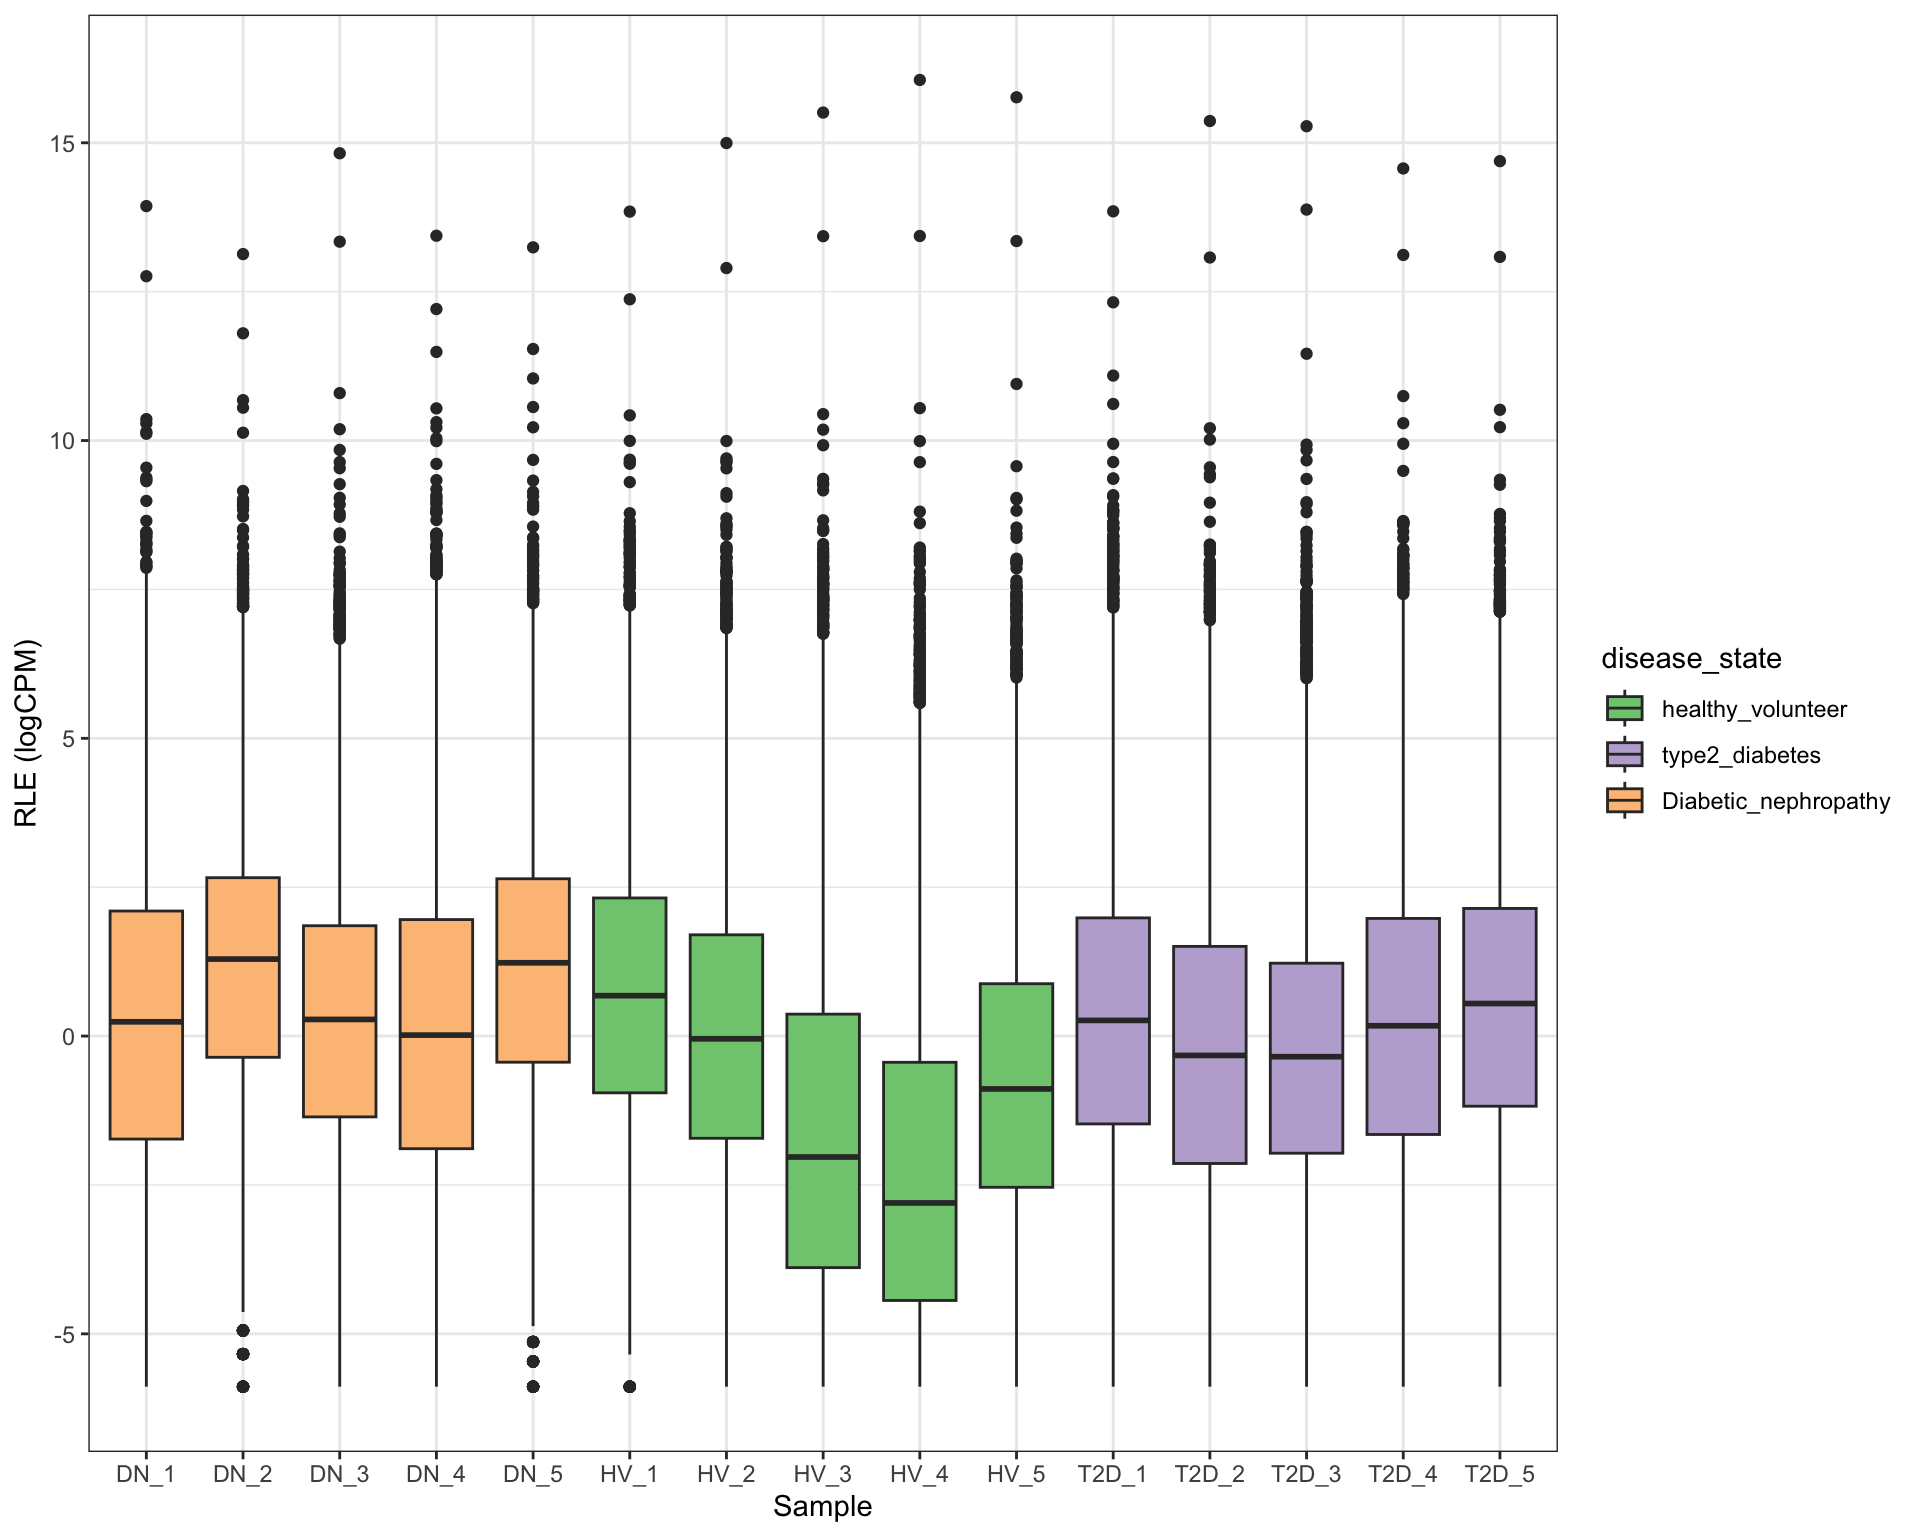 15
10
5
0
-5
RLE (logCPM)
DN_1 DN_2 DN_3 DN_4 DN_5 HV_1 HV_2 HV_3 HV_4 HV_5 T2D_1 T2D_2 T2D_3 T2D_4 T2D_5
Sample
disease_state
healthy_volunteer
type2_diabetes
Diabetic_nephropathy